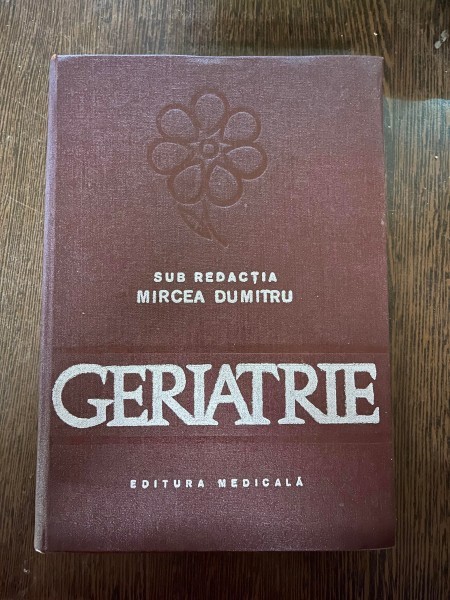 SUB REDACȚIA
MIRCEA DUMITRU
GERIATRIE
EDITURA MEDICALĂ